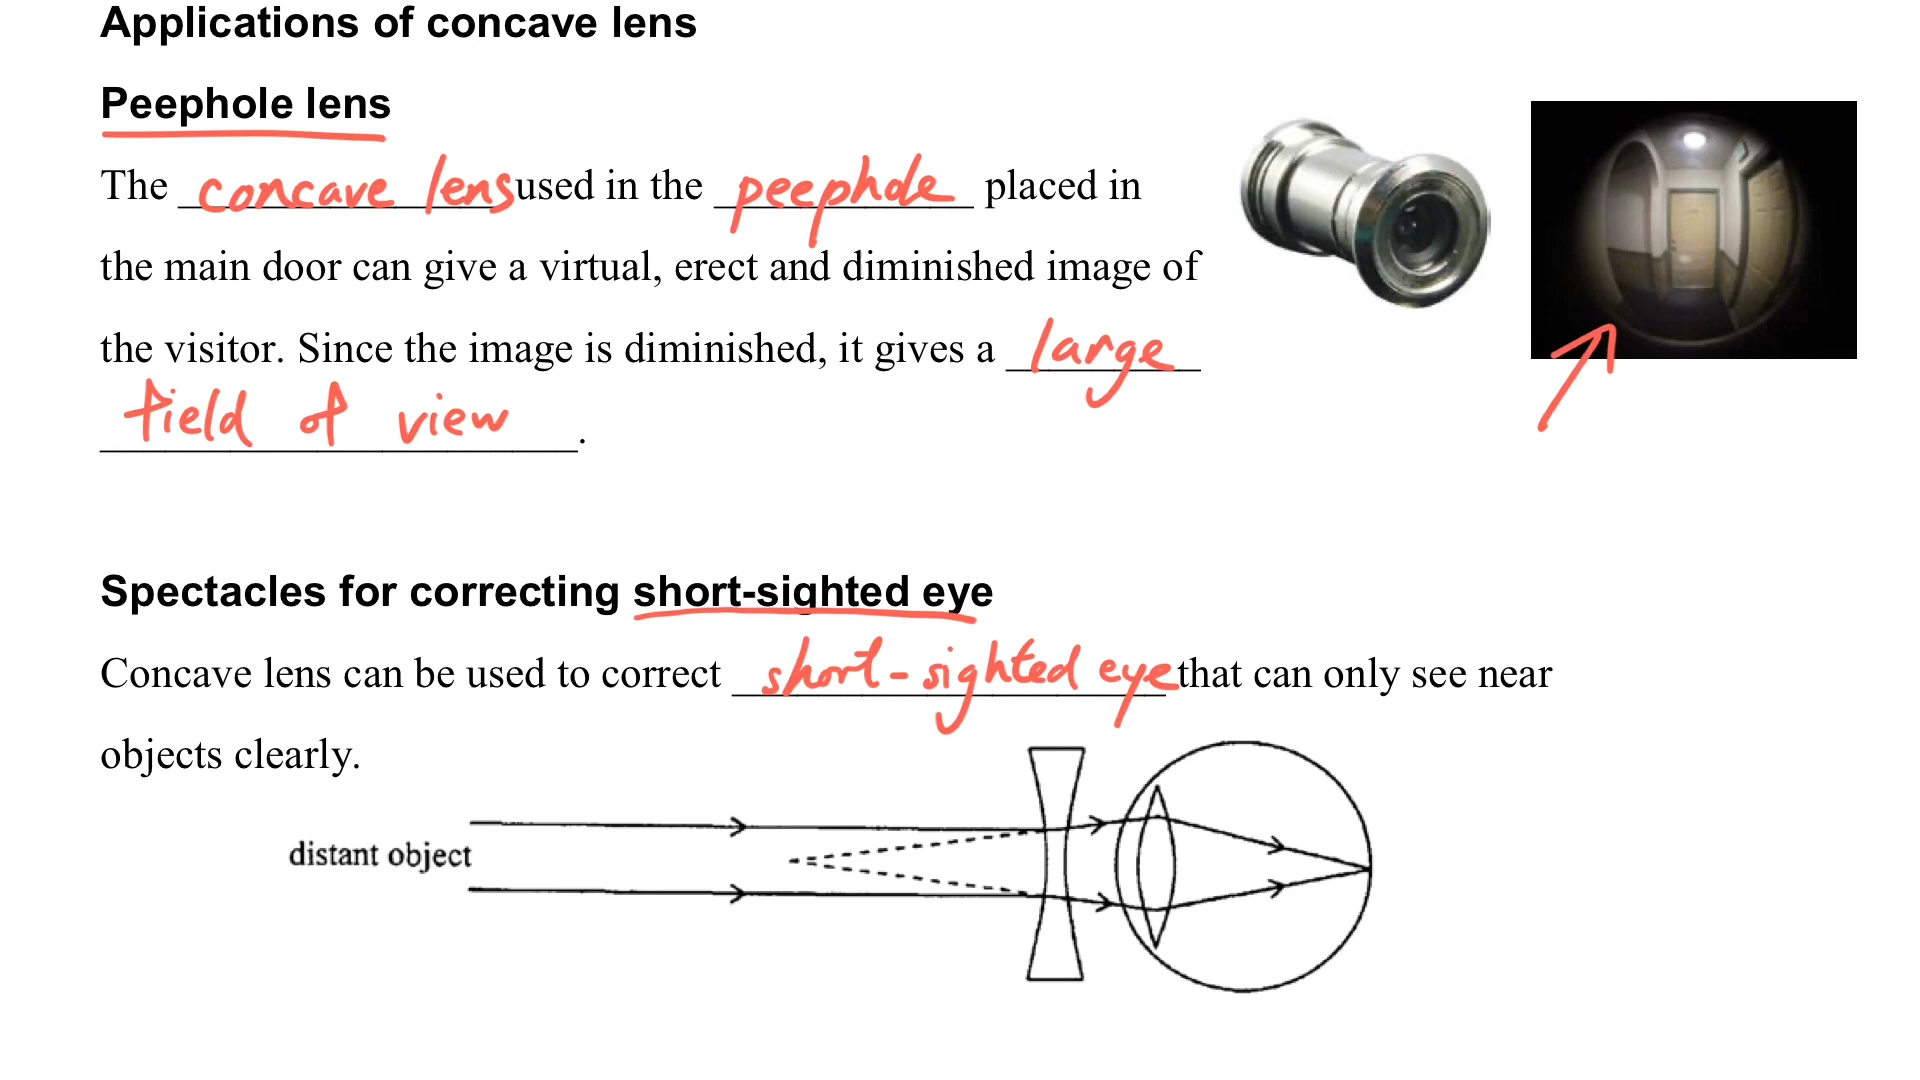 Applications of concave lens
Peephole lens
The concave lens used in the peephole placed in
the main door can give a virtual, erect and diminished image of
the visitor. Since the image is diminished, it gives a large
field of view.
Spectacles for correcting short-sighted eye
Concave lens can be used to correct short-sighted eye that can only see near
objects clearly.
distant object